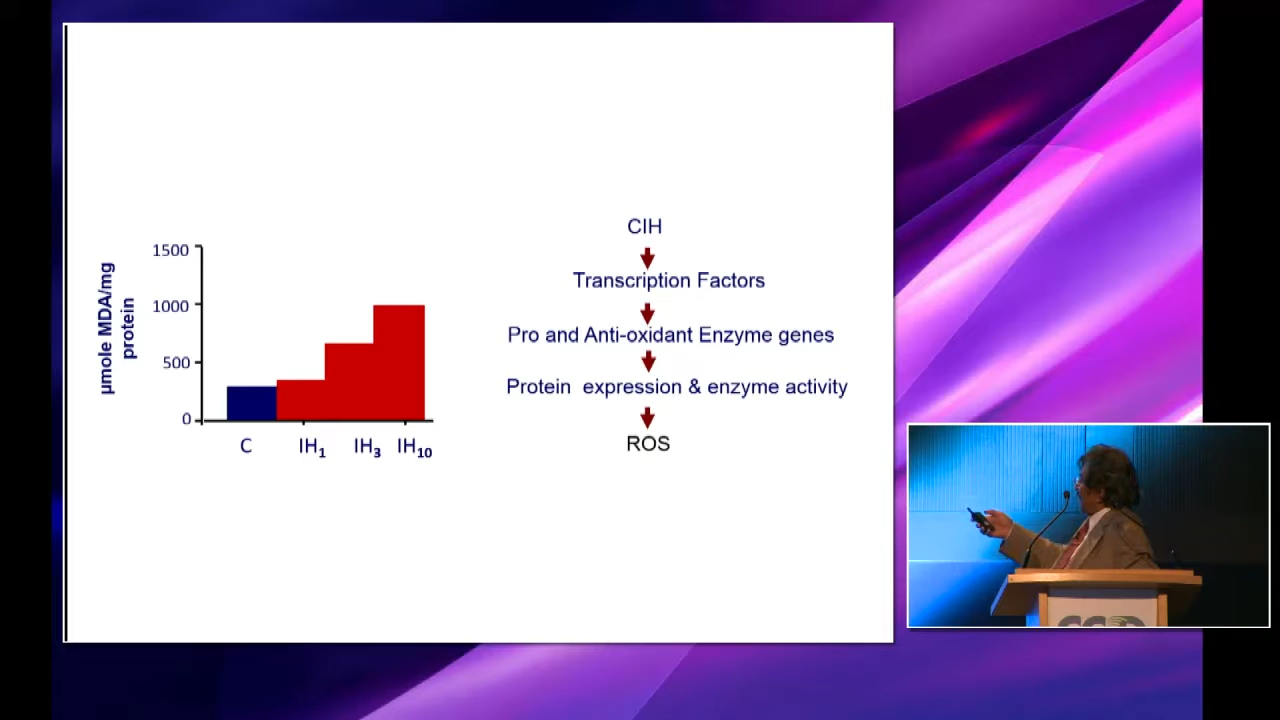 µmole MDA/mg
protein
1500
1000
500
0
C
IH₁
IH₃
IH₁₀
CIH
Transcription Factors
Pro and Anti-oxidant Enzyme genes
Protein expression & enzyme activity
ROS